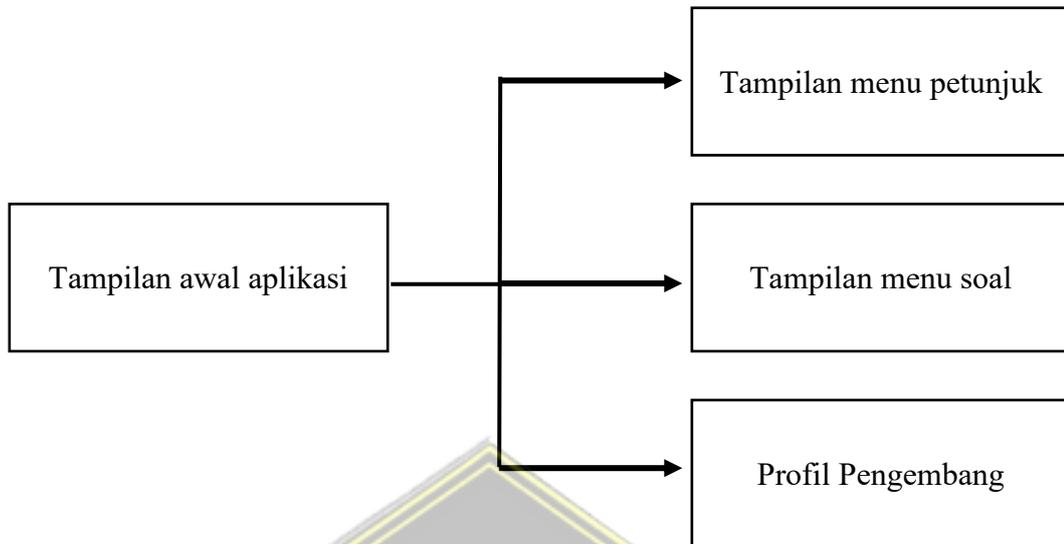 Tampilan menu petunjuk
Tampilan awal aplikasi
Tampilan menu soal
Profil Pengembang